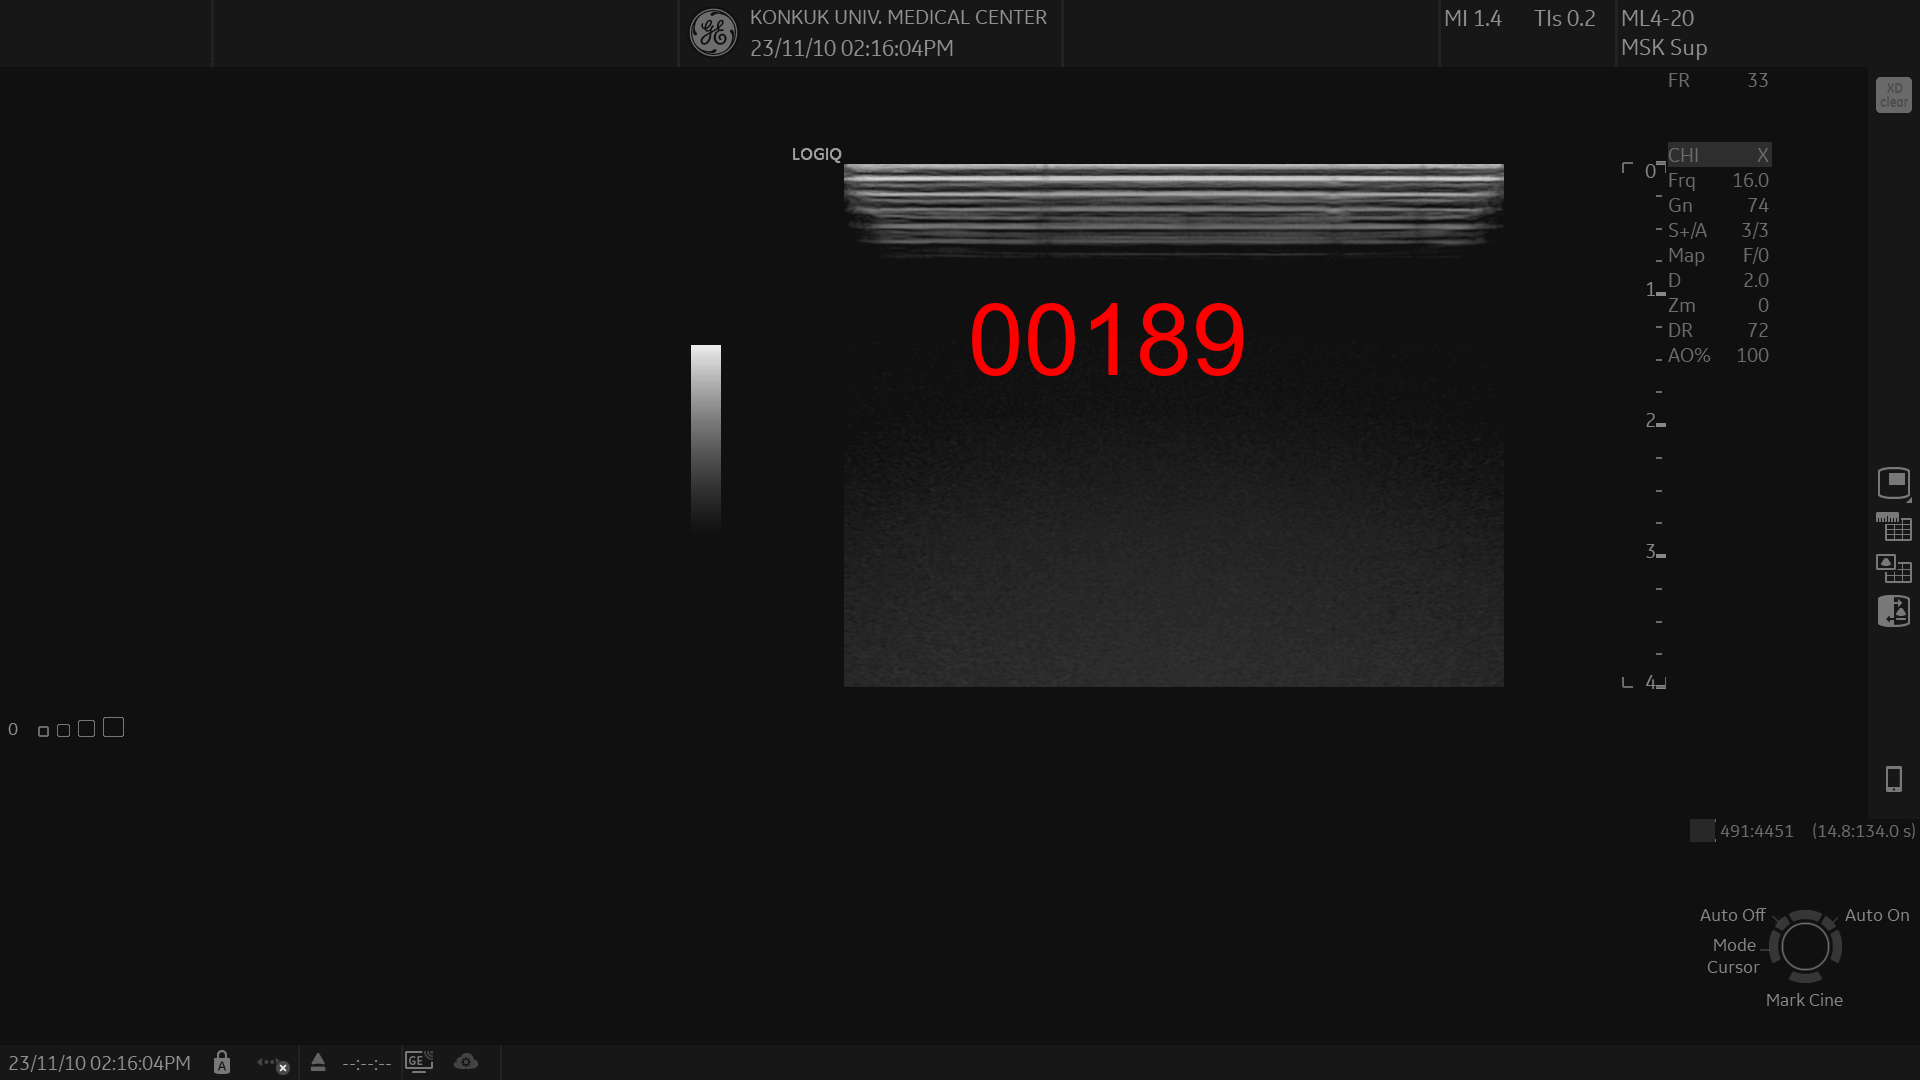 KONKUK UNIV. MEDICAL CENTER
23/11/10 02:16:04PM
MI 1.4 TIs 0.2
ML4-20
MSK Sup
FR 33
XD
clear
LOGIQ
CHI X
Frq 16.0
Gn 74
S+/A 3/3
Map F/0
D 2.0
Zm 0
DR 72
AO% 100
0
1
2
3
4
00189
0
491:4451 (14.8:134.0 s)
Auto Off
Auto On
Mode
Cursor
Mark Cine
23/11/10 02:16:04PM
A
--:--:--
GE